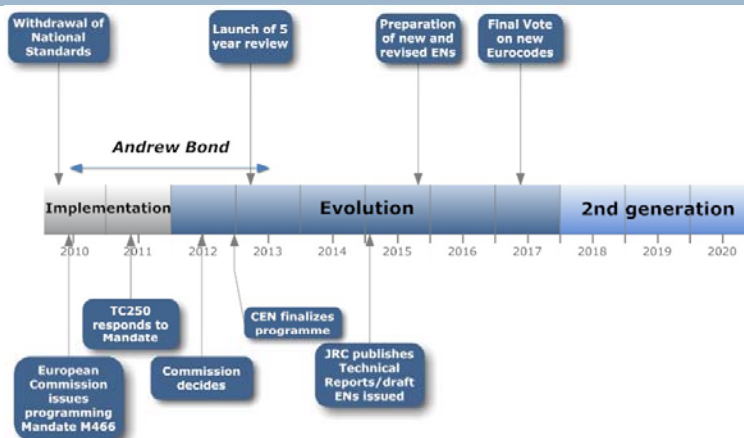 Withdrawal of
National
Standards
Launch of 5
year review
Preparation
of new and
revised ENs
Final Vote
on new
Eurocodes
Andrew Bond
Implementation
Evolution
2nd generation
2010 2011 2012 2013 2014 2015 2016 2017 2018 2019 2020
TC250
responds to
Mandate
CEN finalizes
programme
European
Commission
issues
programming
Mandate M466
Commission
decides
JRC publishes
Technical
Reports/draft
ENs issued